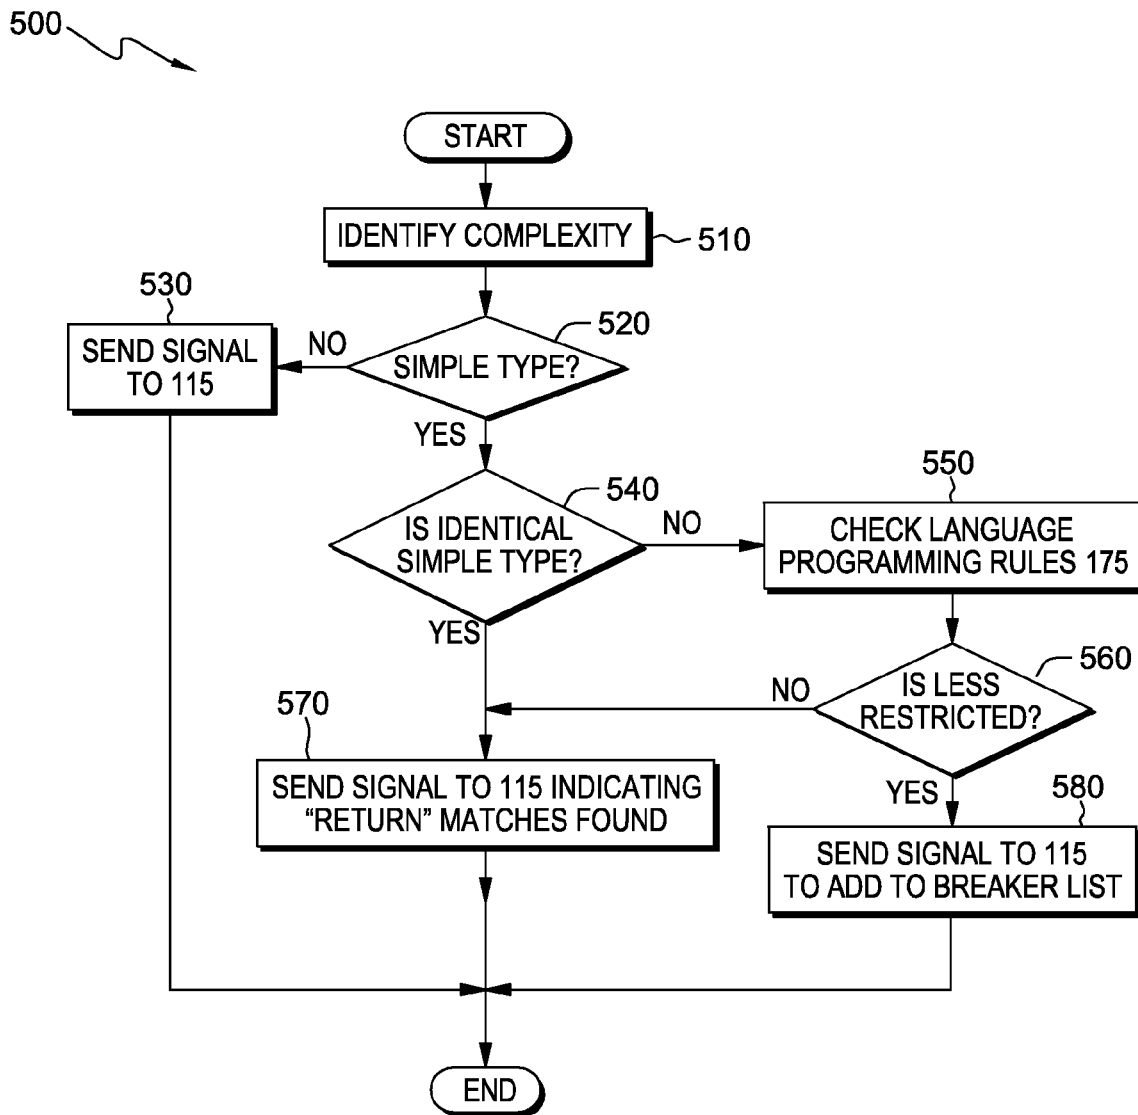 500
START
IDENTIFY COMPLEXITY
510
530
520
SEND SIGNAL
TO 115
NO
SIMPLE TYPE?
YES
540
550
IS IDENTICAL
SIMPLE TYPE?
NO
CHECK LANGUAGE
PROGRAMMING RULES 175
YES
560
570
NO
IS LESS
RESTRICTED?
SEND SIGNAL TO 115 INDICATING
“RETURN” MATCHES FOUND
YES
580
SEND SIGNAL TO 115
TO ADD TO BREAKER LIST
END